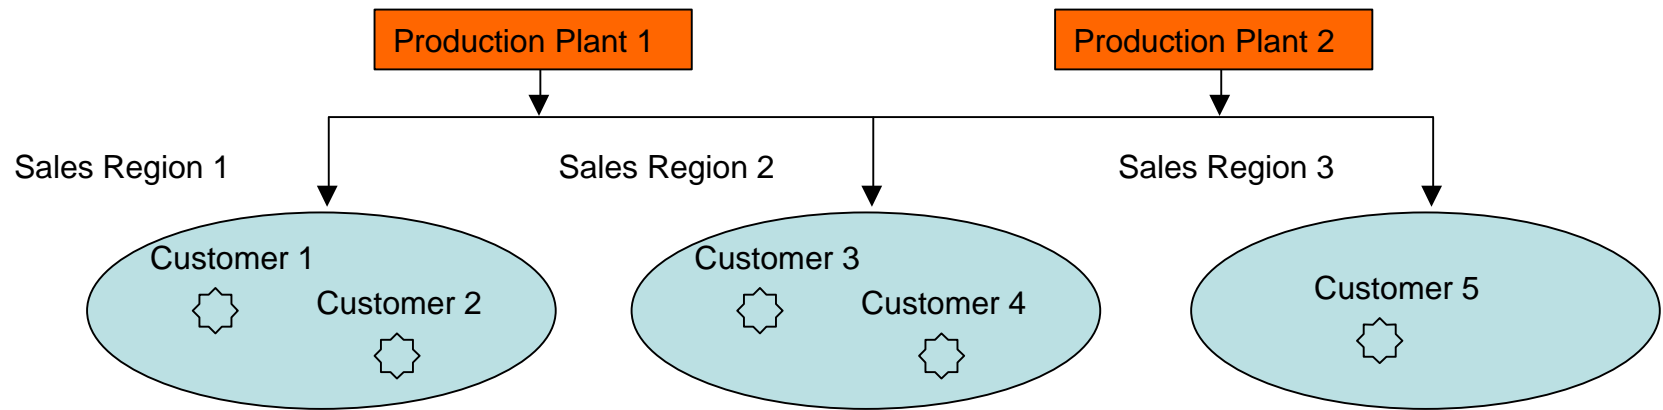 Production Plant 1
Production Plant 2
Sales Region 1
Sales Region 2
Sales Region 3
Customer 1
Customer 2
Customer 3
Customer 4
Customer 5